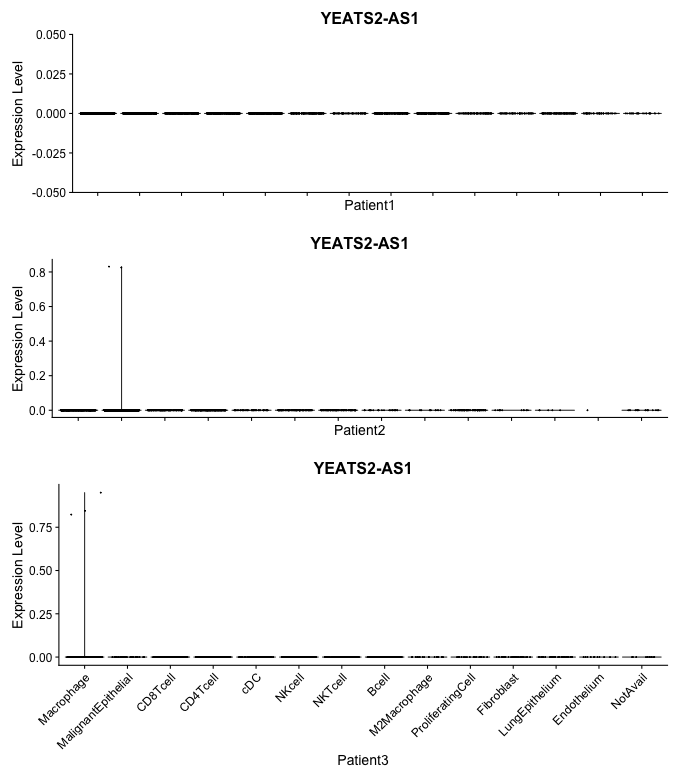 YEATS2-AS1
Expression Level
0.050
0.025
0.000
-0.025
-0.050
Patient1
YEATS2-AS1
Expression Level
0.8
0.6
0.4
0.2
0.0
Patient2
YEATS2-AS1
Expression Level
0.75
0.50
0.25
0.00
Macrophage
MalignantEpithelial
CD8Tcell
CD4Tcell
cDC
NKcell
NKTcell
Bcell
M2Macrophage
ProliferatingCell
Fibroblast
LungEpithelium
Endothelium
NotAvail
Patient3